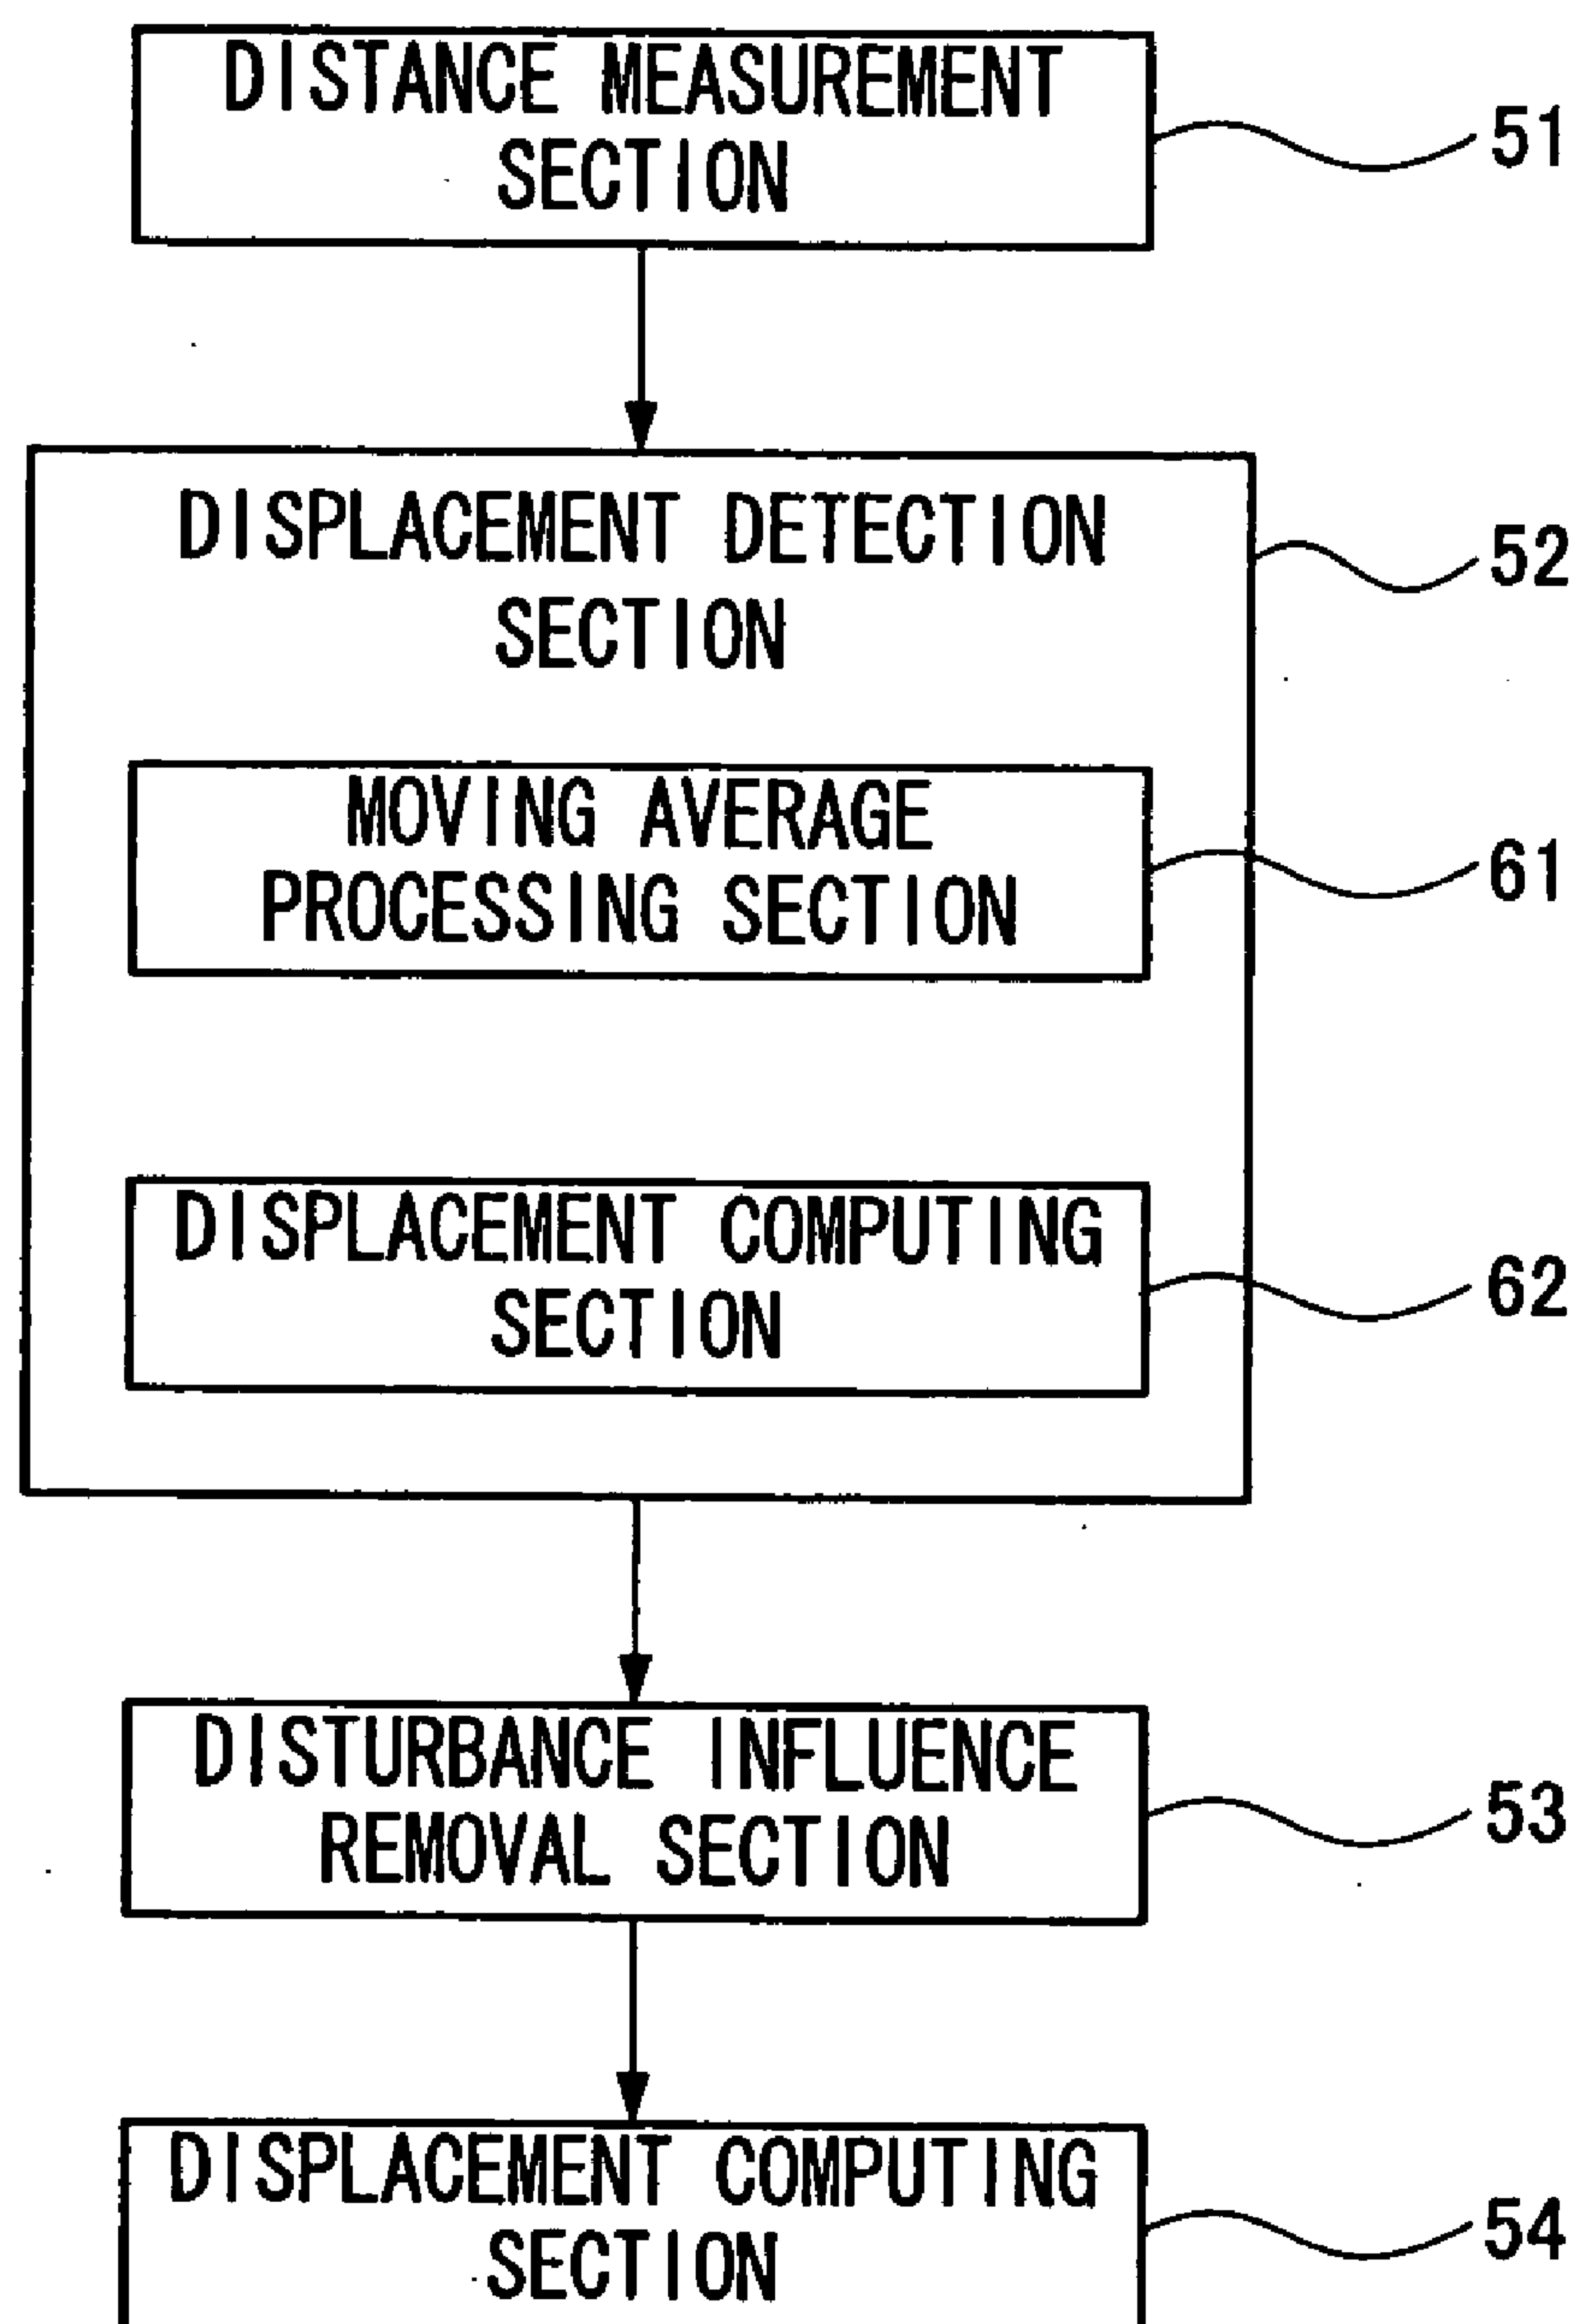 DISTANCE MEASUREMENT
SECTION
51
DISPLACEMENT DETECTION
SECTION
52
MOVING AVERAGE
PROCESSING SECTION
61
DISPLACEMENT COMPUTING
SECTION
62
DISTURBANCE INFLUENCE
REMOVAL SECTION
53
DISPLACEMENT COMPUTING
SECTION
54